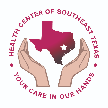 HEALTH CENTER OF SOUTHEAST TEXAS
YOUR CARE IN OUR HANDS